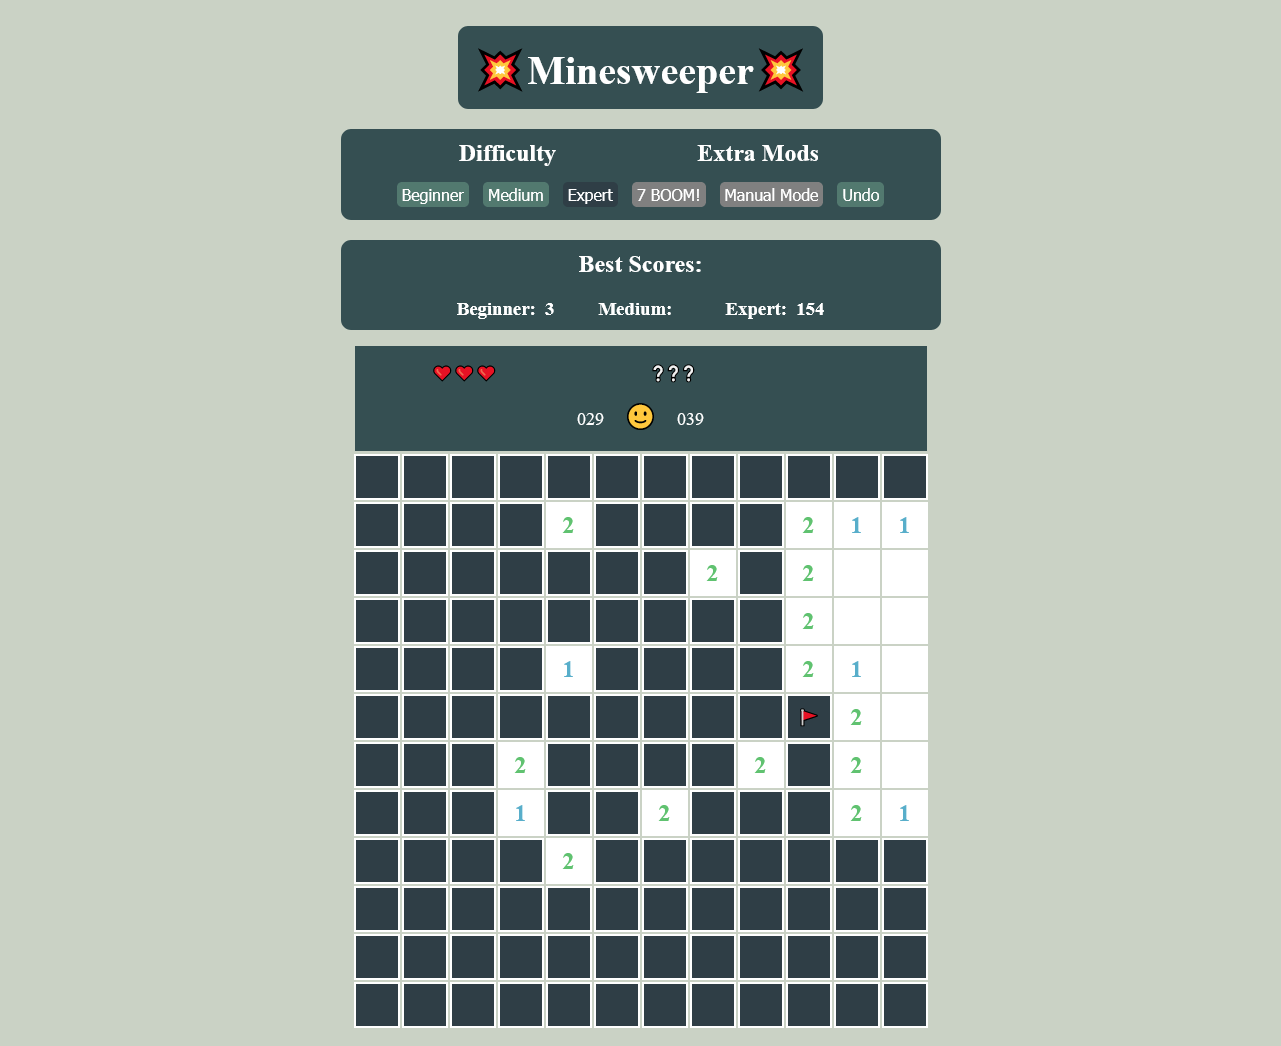 Minesweeper
Difficulty Extra Mods
Beginner Medium Expert 7 BOOM! Manual Mode Undo
Best Scores:
Beginner: 3 Medium: Expert: 154
???
029 039
2 2 1 1
2 2
2
1 2 1
2
2 2 2
1 2 2 1
2